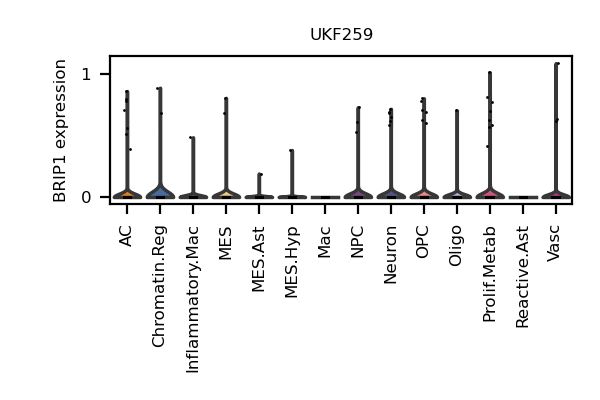 UKF259
BRIP1 expression
1
0
AC
Chromatin.Reg
Inflammatory.Mac
MES
MES.Ast
MES.Hyp
Mac
NPC
Neuron
OPC
Oligo
Prolif.Metab
Reactive.Ast
Vasc